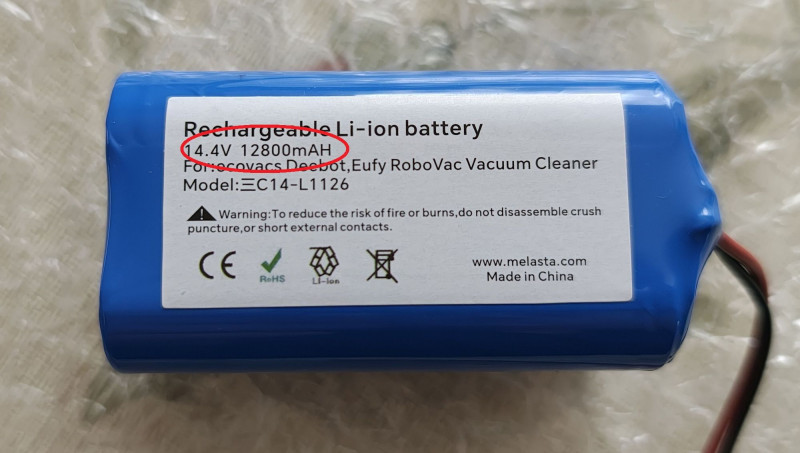 Rechargeable Li-ion battery
14.4V 12800mAH
For:ecovacs Deebot,Eufy RoboVac Vacuum Cleaner
Model:三C14-L1126
Warning:To reduce the risk of fire or burns,do not disassemble crush
puncture,or short external contacts.
CE
RoHS
Li-ion
www.melasta.com
Made in China